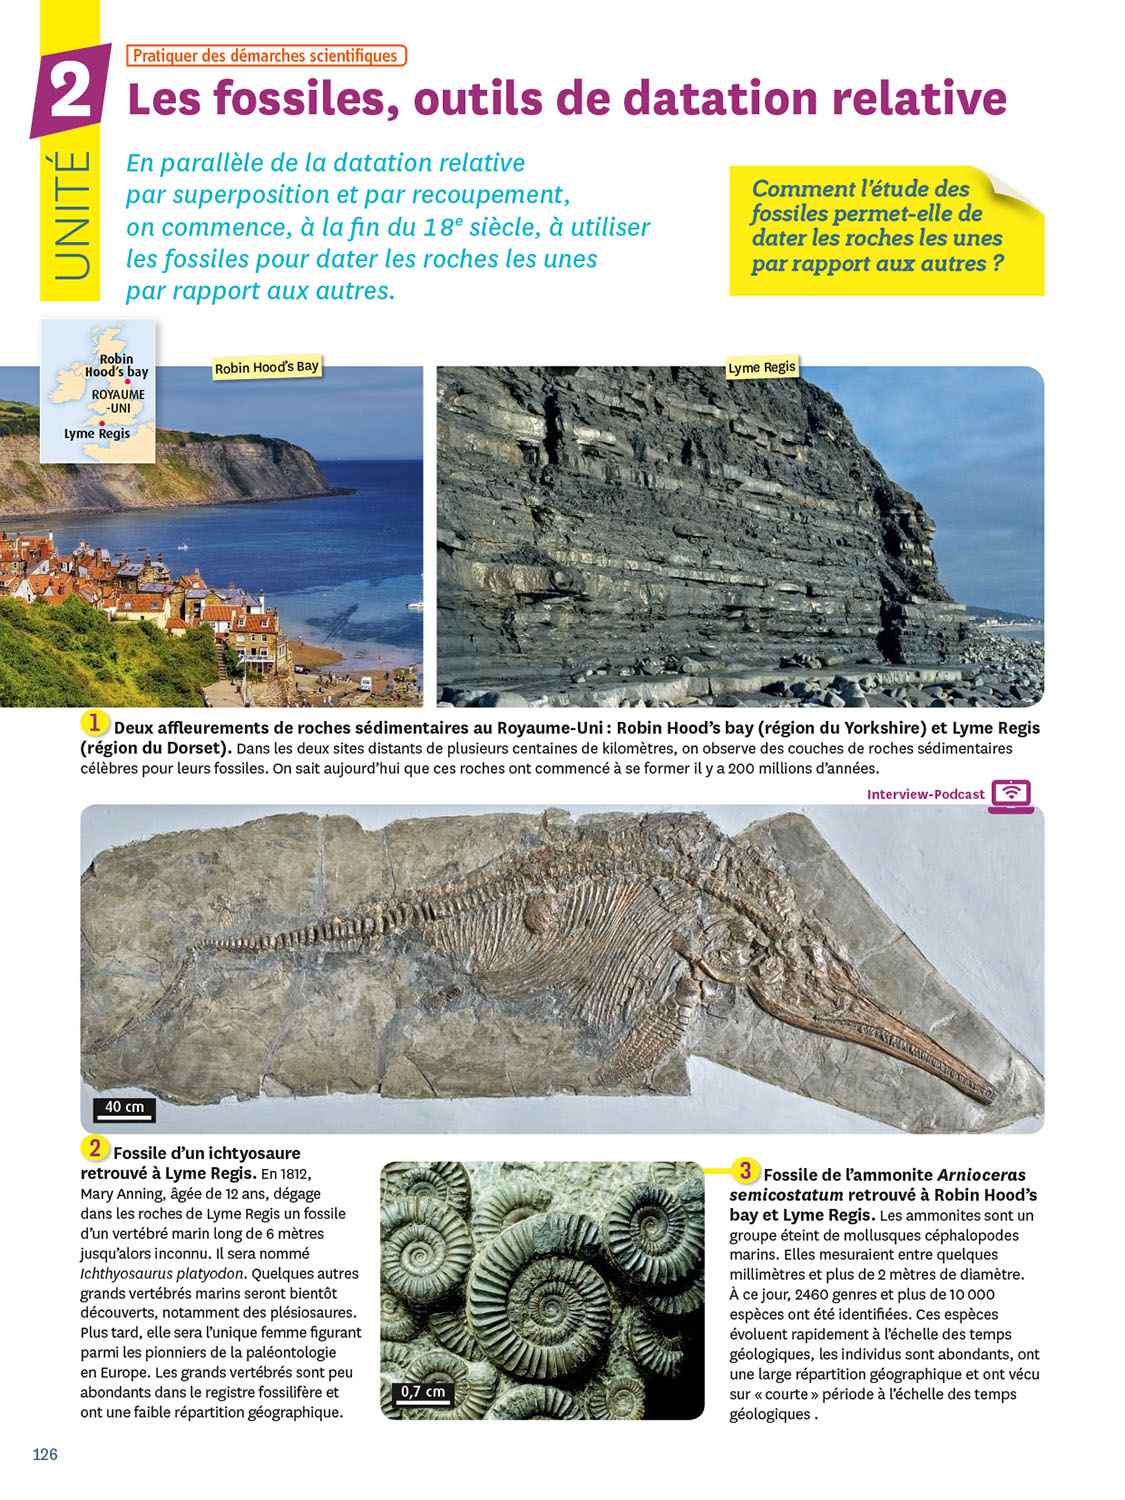 2
UNITÉ
Pratiquer des démarches scientifiques
Les fossiles, outils de datation relative
En parallèle de la datation relative
par superposition et par recoupement,
on commence, à la fin du 18e siècle, à utiliser
les fossiles pour dater les roches les unes
par rapport aux autres.
Comment l'étude des
fossiles permet-elle de
dater les roches les unes
par rapport aux autres ?
Robin
Hood's bay
ROYAUME
-UNI
Lyme Regis
Robin Hood's Bay
Lyme Regis
1 Deux affleurements de roches sédimentaires au Royaume-Uni : Robin Hood's bay (région du Yorkshire) et Lyme Regis
(région du Dorset). Dans les deux sites distants de plusieurs centaines de kilomètres, on observe des couches de roches sédimentaires
célèbres pour leurs fossiles. On sait aujourd'hui que ces roches ont commencé à se former il y a 200 millions d'années.
Interview-Podcast
40 cm
2 Fossile d'un ichtyosaure
retrouvé à Lyme Regis. En 1812,
Mary Anning, âgée de 12 ans, dégage
dans les roches de Lyme Regis un fossile
d'un vertébré marin long de 6 mètres
jusqu'alors inconnu. Il sera nommé
Ichthyosaurus platyodon. Quelques autres
grands vertébrés marins seront bientôt
découverts, notamment des plésiosaures.
Plus tard, elle sera l'unique femme figurant
parmi les pionniers de la paléontologie
en Europe. Les grands vertébrés sont peu
abondants dans le registre fossilifère et
ont une faible répartition géographique.
0,7 cm
3 Fossile de l'ammonite Arnioceras
semicostatum retrouvé à Robin Hood's
bay et Lyme Regis. Les ammonites sont un
groupe éteint de mollusques céphalopodes
marins. Elles mesuraient entre quelques
millimètres et plus de 2 mètres de diamètre.
À ce jour, 2460 genres et plus de 10 000
espèces ont été identifiées. Ces espèces
évoluent rapidement à l'échelle des temps
géologiques, les individus sont abondants, ont
une large répartition géographique et ont vécu
sur « courte » période à l'échelle des temps
géologiques .
126